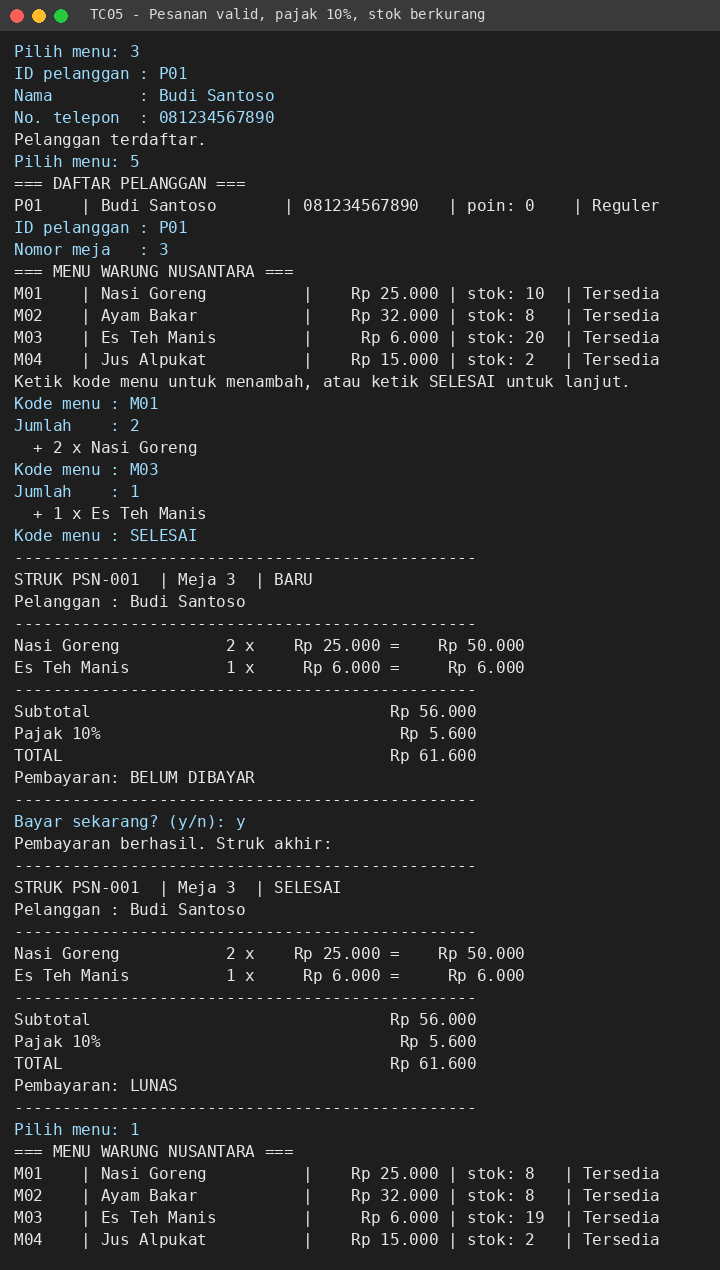 TC05 - Pesanan valid, pajak 10%, stok berkurang
Pilih menu: 3
ID pelanggan : P01
Nama         : Budi Santoso
No. telepon  : 081234567890
Pelanggan terdaftar.
Pilih menu: 5
=== DAFTAR PELANGGAN ===
P01    | Budi Santoso       | 081234567890   | poin: 0    | Reguler
ID pelanggan : P01
Nomor meja   : 3
=== MENU WARUNG NUSANTARA ===
M01    | Nasi Goreng          |    Rp 25.000 | stok: 10  | Tersedia
M02    | Ayam Bakar           |    Rp 32.000 | stok: 8   | Tersedia
M03    | Es Teh Manis         |     Rp 6.000 | stok: 20  | Tersedia
M04    | Jus Alpukat          |    Rp 15.000 | stok: 2   | Tersedia
Ketik kode menu untuk menambah, atau ketik SELESAI untuk lanjut.
Kode menu : M01
Jumlah    : 2
  + 2 x Nasi Goreng
Kode menu : M03
Jumlah    : 1
  + 1 x Es Teh Manis
Kode menu : SELESAI
------------------------------------------------
STRUK PSN-001  | Meja 3  | BARU
Pelanggan : Budi Santoso
------------------------------------------------
Nasi Goreng           2 x    Rp 25.000 =    Rp 50.000
Es Teh Manis          1 x     Rp 6.000 =     Rp 6.000
------------------------------------------------
Subtotal                               Rp 56.000
Pajak 10%                               Rp 5.600
TOTAL                                  Rp 61.600
Pembayaran: BELUM DIBAYAR
------------------------------------------------
Bayar sekarang? (y/n): y
Pembayaran berhasil. Struk akhir:
------------------------------------------------
STRUK PSN-001  | Meja 3  | SELESAI
Pelanggan : Budi Santoso
------------------------------------------------
Nasi Goreng           2 x    Rp 25.000 =    Rp 50.000
Es Teh Manis          1 x     Rp 6.000 =     Rp 6.000
------------------------------------------------
Subtotal                               Rp 56.000
Pajak 10%                               Rp 5.600
TOTAL                                  Rp 61.600
Pembayaran: LUNAS
------------------------------------------------
Pilih menu: 1
=== MENU WARUNG NUSANTARA ===
M01    | Nasi Goreng          |    Rp 25.000 | stok: 8   | Tersedia
M02    | Ayam Bakar           |    Rp 32.000 | stok: 8   | Tersedia
M03    | Es Teh Manis         |     Rp 6.000 | stok: 19  | Tersedia
M04    | Jus Alpukat          |    Rp 15.000 | stok: 2   | Tersedia